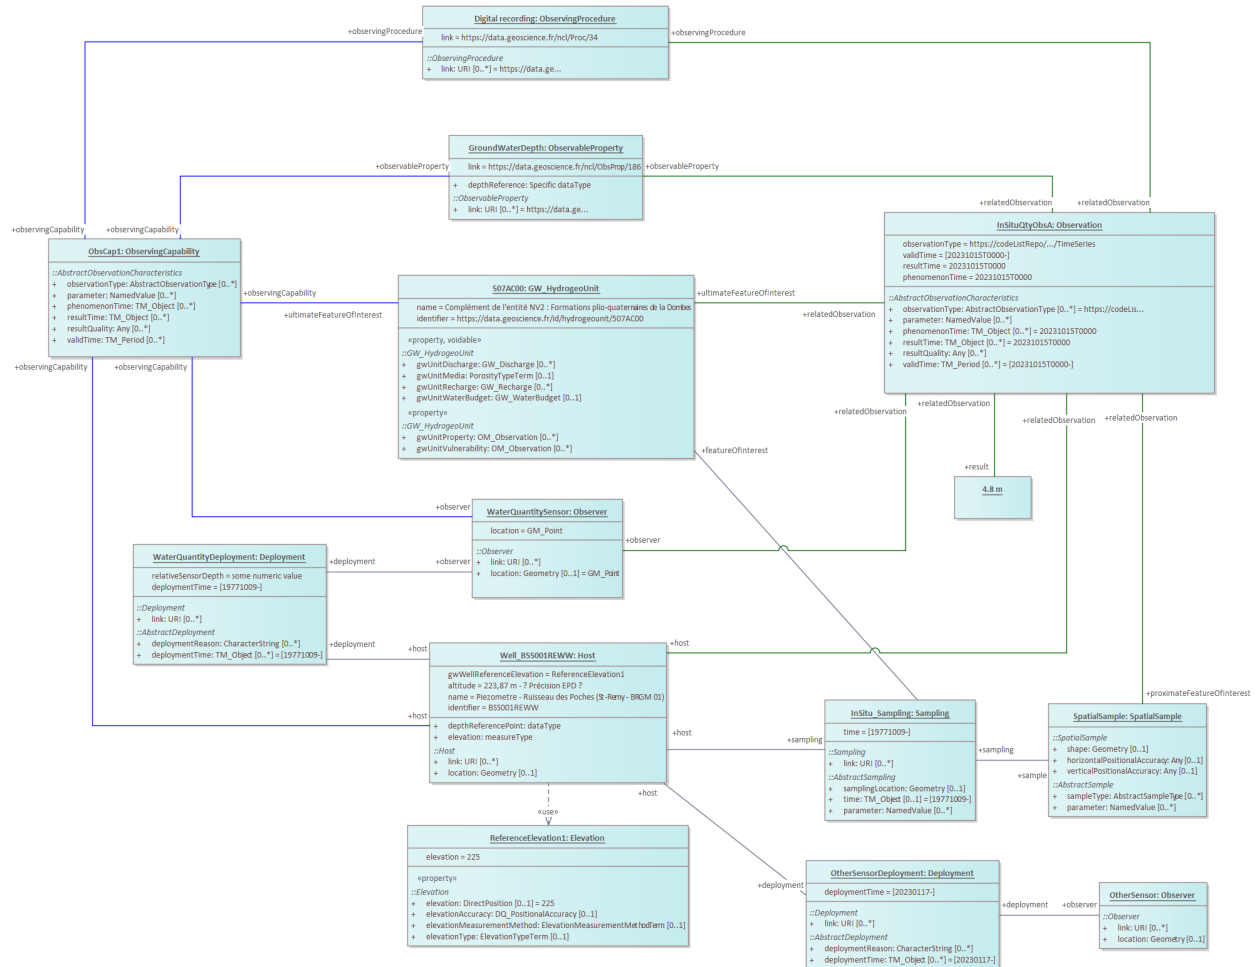 Digital recording: ObservingProcedure
link = https://data.geoscience.fr/ncl/Proc/34
::ObservingProcedure
+ link: URI [0..*] = https://data.ge...
+observingProcedure
+observingProcedure
GroundWaterDepth: ObservableProperty
link = https://data.geoscience.fr/ncl/ObsProp/186
+ depthReference: Specific dataType
::ObservableProperty
+ link: URI [0..*] = https://data.ge...
+observableProperty
+observableProperty
+relatedObservation
+relatedObservation
+observingCapability
+observingCapability
ObsCap1: ObservingCapability
::AbstractObservationCharacteristics
+ observationType: AbstractObservationType [0..*]
+ parameter: NamedValue [0..*]
+ phenomenonTime: TM_Object [0..*]
+ resultTime: TM_Object [0..*]
+ resultQuality: Any [0..*]
+ validTime: TM_Period [0..*]
+observingCapability
+ultimateFeatureOfInterest
+observingCapability
+observingCapability
507AC00: GW_HydrogeoUnit
name = Complément de l'entité NV2 : Formations plio-quaternaires de la Dombes
identifier = https://data.geoscience.fr/id/hydrogeounit/507AC00
«property, voidable»
::GW_HydrogeoUnit
+ gwUnitDischarge: GW_Discharge [0..*]
+ gwUnitMedia: PorosityTypeTerm [0..1]
+ gwUnitRecharge: GW_Recharge [0..*]
+ gwUnitWaterBudget: GW_WaterBudget [0..1]
«property»
::GW_HydrogeoUnit
+ gwUnitProperty: OM_Observation [0..*]
+ gwUnitVulnerability: OM_Observation [0..*]
+ultimateFeatureOfInterest
+relatedObservation
+featureOfInterest
InSituQtyObsA: Observation
observationType = https://codeListRepo/.../TimeSeries
validTime = [20231015T0000-]
resultTime = 20231015T0000
phenomenonTime = 20231015T0000
::AbstractObservationCharacteristics
+ observationType: AbstractObservationType [0..*] = https://codeLis...
+ parameter: NamedValue [0..*]
+ phenomenonTime: TM_Object [0..*] = 20231015T0000
+ resultTime: TM_Object [0..*] = 20231015T0000
+ resultQuality: Any [0..*]
+ validTime: TM_Period [0..*] = [20231015T0000-]
+relatedObservation
+relatedObservation
+relatedObservation
+relatedObservation
+result
4.8 m
WaterQuantitySensor: Observer
location = GM_Point
::Observer
+ link: URI [0..*]
+ location: Geometry [0..1] = GM_Point
+observer
+observer
+observer
+deployment
WaterQuantityDeployment: Deployment
relativeSensorDepth = some numeric value
deploymentTime = [19771009-]
::Deployment
+ link: URI [0..*]
::AbstractDeployment
+ deploymentReason: CharacterString [0..*]
+ deploymentTime: TM_Object [0..*] = [19771009-]
+deployment
+host
+host
+host
Well_BSS001REWW: Host
gwWellReferenceElevation = ReferenceElevation1
altitude = 223,87 m - ? Précision EPD ?
name = Piezometre - Ruisseau des Poches (St-Remy - BRGM 01)
identifier = BSS001REWW
+ depthReferencePoint: dataType
+ elevation: measureType
::Host
+ link: URI [0..*]
+ location: Geometry [0..1]
+host
+sampling
+host
«use»
InSitu_Sampling: Sampling
time = [19771009-]
::Sampling
+ link: URI [0..*]
::AbstractSampling
+ samplingLocation: Geometry [0..1]
+ time: TM_Object [0..1] = [19771009-]
+ parameter: NamedValue [0..*]
+sampling
+sample
+proximateFeatureOfInterest
SpatialSample: SpatialSample
::SpatialSample
+ shape: Geometry [0..1]
+ horizontalPositionalAccuracy: Any [0..1]
+ verticalPositionalAccuracy: Any [0..1]
::AbstractSample
+ sampleType: AbstractSampleType [0..*]
+ parameter: NamedValue [0..*]
ReferenceElevation1: Elevation
elevation = 225
«property»
::Elevation
+ elevation: DirectPosition [0..1] = 225
+ elevationAccuracy: DQ_PositionalAccuracy [0..1]
+ elevationMeasurementMethod: ElevationMeasurementMethodTerm [0..1]
+ elevationType: ElevationTypeTerm [0..1]
+deployment
OtherSensorDeployment: Deployment
deploymentTime = [20230117-]
::Deployment
+ link: URI [0..*]
::AbstractDeployment
+ deploymentReason: CharacterString [0..*]
+ deploymentTime: TM_Object [0..*] = [20230117-]
+deployment
+observer
OtherSensor: Observer
::Observer
+ link: URI [0..*]
+ location: Geometry [0..1]